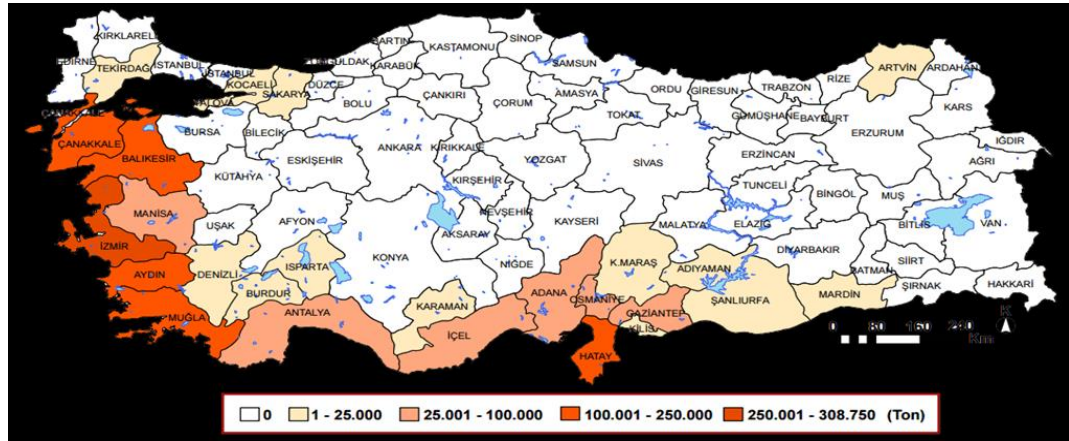 KIRKLARELİ
TEKİRDAĞ
İSTANBUL
İSTANBUL
KOCAELİ
SAKARYA
DÜZCE
BOLU
BARTIN
KARABÜK
KASTAMONU
SİNOP
SAMSUN
ÇANKIRI
ÇORUM
AMASYA
TOKAT
ORDU
GİRESUN
TRABZON
RİZE
ARTVİN
ARDAHAN
KARS
GÜMÜŞHANE
BAYBURT
ERZURUM
IĞDIR
AĞRI
ÇANAKKALE
ÇANAKKALE
BALIKESİR
BURSA
BİLECİK
ESKİŞEHİR
ANKARA
KIRIKKALE
YOZGAT
SİVAS
ERZİNCAN
TUNCELİ
BİNGÖL
MUŞ
KÜTAHYA
KIRŞEHİR
NEVŞEHİR
KAYSERİ
MALATYA
ELAZIĞ
BİTLİS
VAN
MANİSA
UŞAK
AFYON
AKSARAY
DİYARBAKIR
BATMAN
SİİRT
İZMİR
KONYA
NİĞDE
ŞIRNAK
HAKKARİ
AYDIN
DENİZLİ
ISPARTA
BURDUR
KARAMAN
ADANA
K.MARAŞ
ADIYAMAN
ŞANLIURFA
MARDİN
MUĞLA
ANTALYA
İÇEL
OSMANİYE
GAZİANTEP
KİLİS
HATAY
K
0 80 160 240
Km
0 1 - 25.000 25.001 - 100.000 100.001 - 250.000 250.001 - 308.750 (Ton)